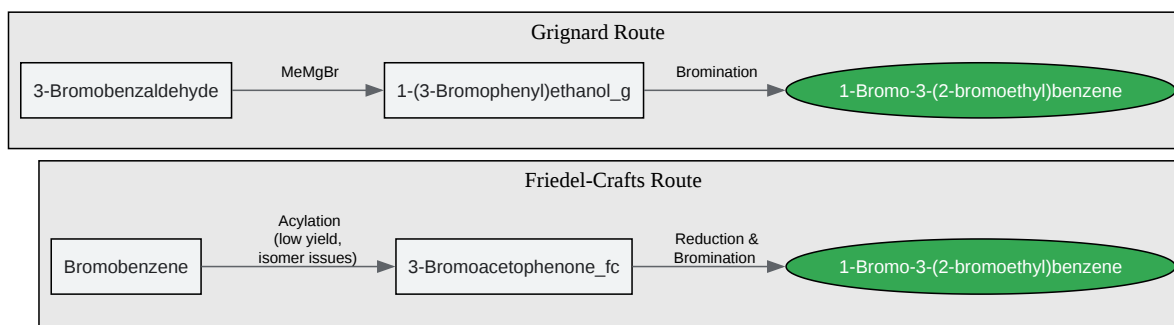 Grignard Route
3-Bromobenzaldehyde
MeMgBr
1-(3-Bromophenyl)ethanol_g
Bromination
1-Bromo-3-(2-bromoethyl)benzene
Friedel-Crafts Route
Bromobenzene
Acylation
(low yield,
isomer issues)
3-Bromoacetophenone_fc
Reduction &
Bromination
1-Bromo-3-(2-bromoethyl)benzene